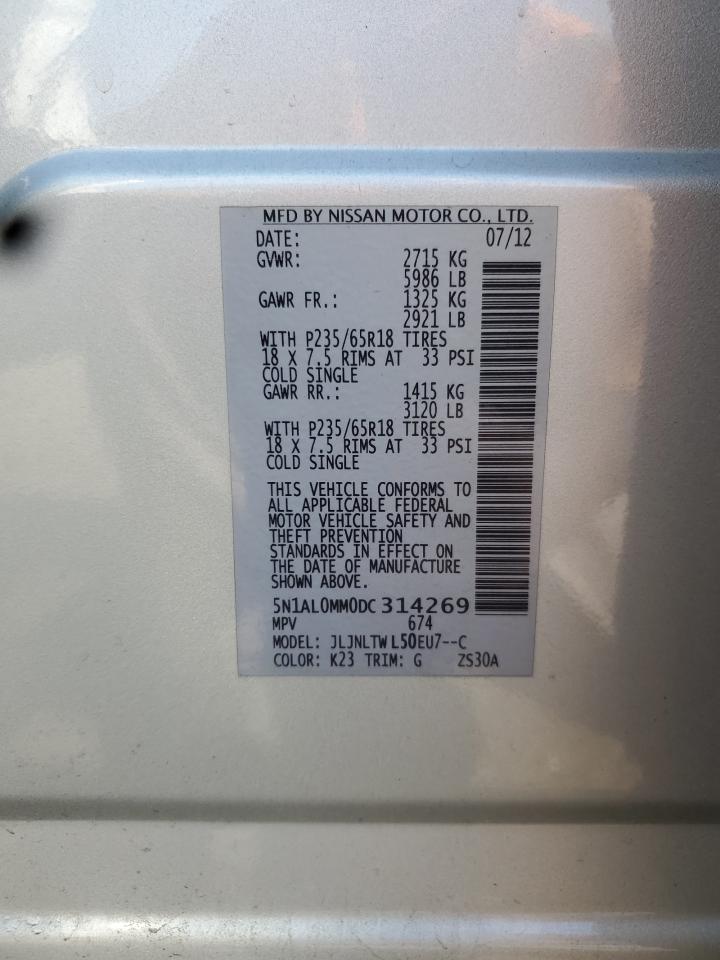 MFD BY NISSAN MOTOR CO., LTD.
DATE: 07/12
GVWR: 2715 KG
5986 LB
GAWR FR.: 1325 KG
2921 LB
WITH P235/65R18 TIRES
18 X 7.5 RIMS AT 33 PSI
COLD SINGLE
GAWR RR.: 1415 KG
3120 LB
WITH P235/65R18 TIRES
18 X 7.5 RIMS AT 33 PSI
COLD SINGLE
THIS VEHICLE CONFORMS TO
ALL APPLICABLE FEDERAL
MOTOR VEHICLE SAFETY AND
THEFT PREVENTION
STANDARDS IN EFFECT ON
THE DATE OF MANUFACTURE
SHOWN ABOVE.
5N1AL0MM0DC314269
MPV 674
MODEL: JLJNLTWL50EU7--C
COLOR: K23 TRIM: G ZS30A